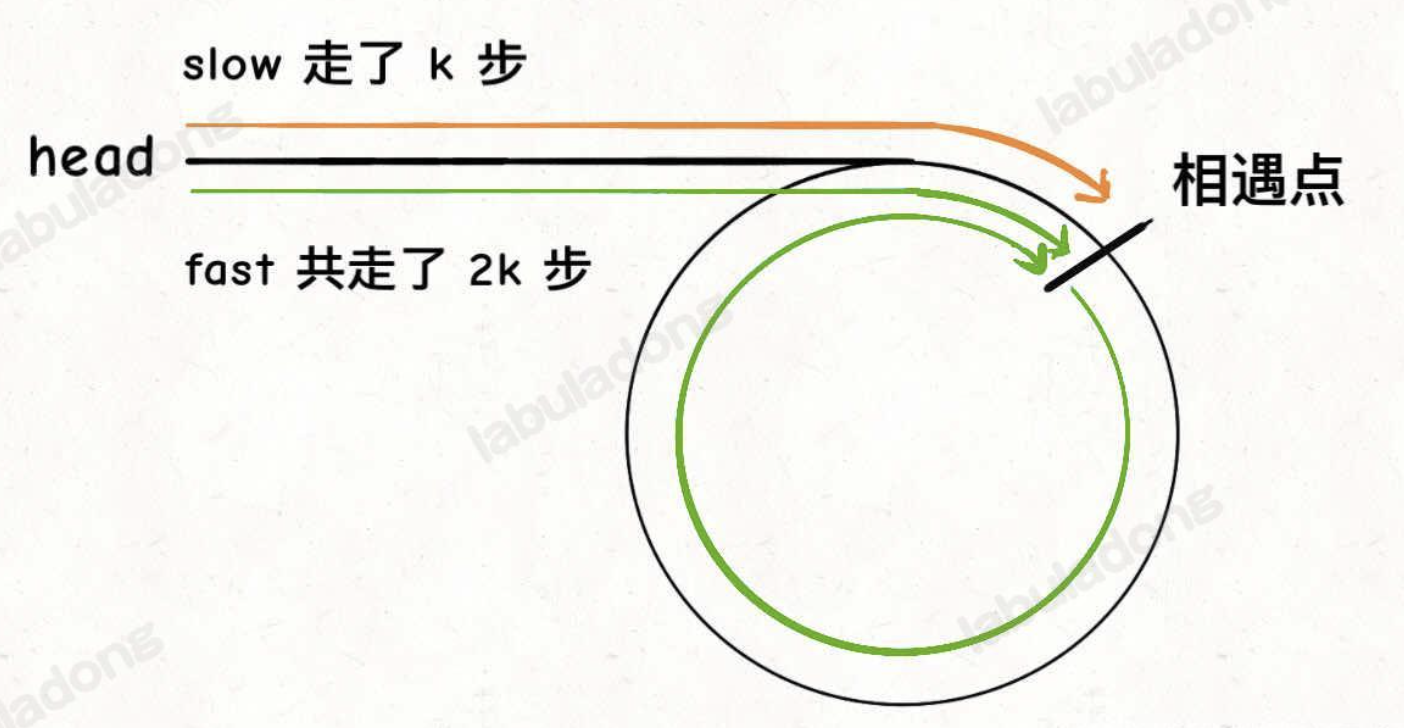 slow 走了 k 步
head
相遇点
fast 共走了 2k 步
labuladong
labuladong
labuladong
labuladong
labuladong
adong